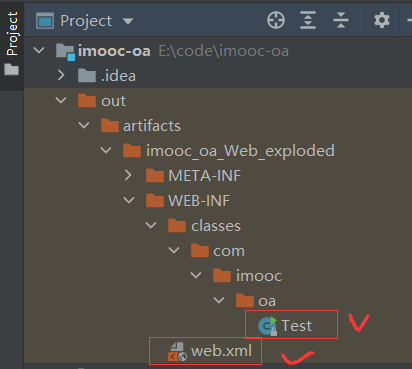 Project
Project
imooc-oa E:\code\imooc-oa
.idea
out
artifacts
imooc_oa_Web_exploded
META-INF
WEB-INF
classes
com
imooc
oa
Test
web.xml